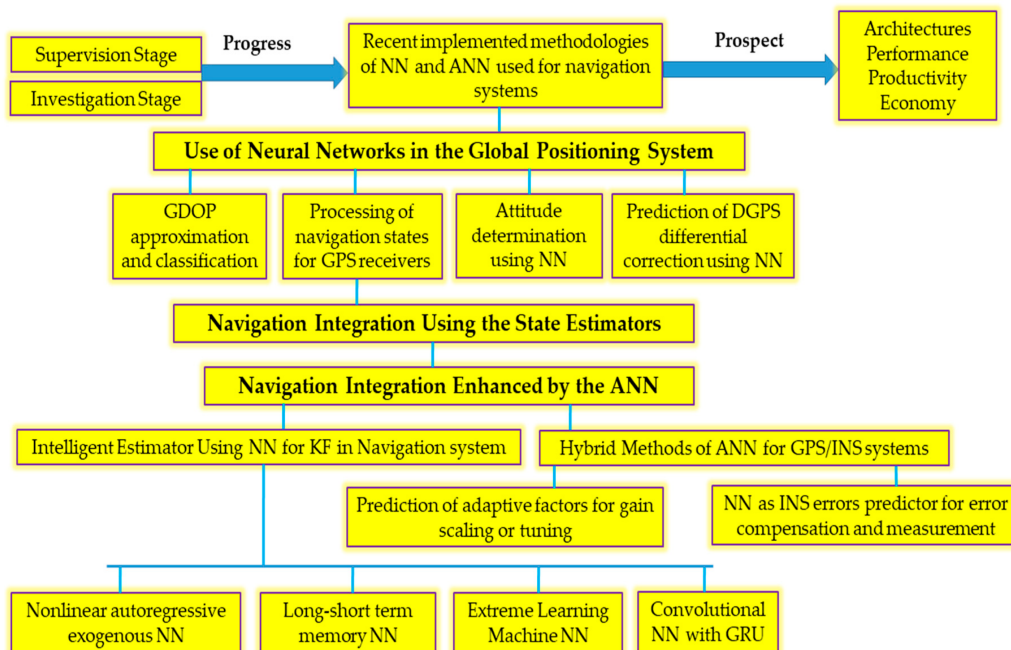 Supervision Stage
Investigation Stage
Progress
Recent implemented methodologies
of NN and ANN used for navigation
systems
Prospect
Architectures
Performance
Productivity
Economy
Use of Neural Networks in the Global Positioning System
GDOP
approximation
and classification
Processing of
navigation states
for GPS receivers
Attitude
determination
using NN
Prediction of DGPS
differential
correction using NN
Navigation Integration Using the State Estimators
Navigation Integration Enhanced by the ANN
Intelligent Estimator Using NN for KF in Navigation system
Hybrid Methods of ANN for GPS/INS systems
Prediction of adaptive factors for gain
scaling or tuning
NN as INS errors predictor for error
compensation and measurement
Nonlinear autoregressive
exogenous NN
Long-short term
memory NN
Extreme Learning
Machine NN
Convolutional
NN with GRU